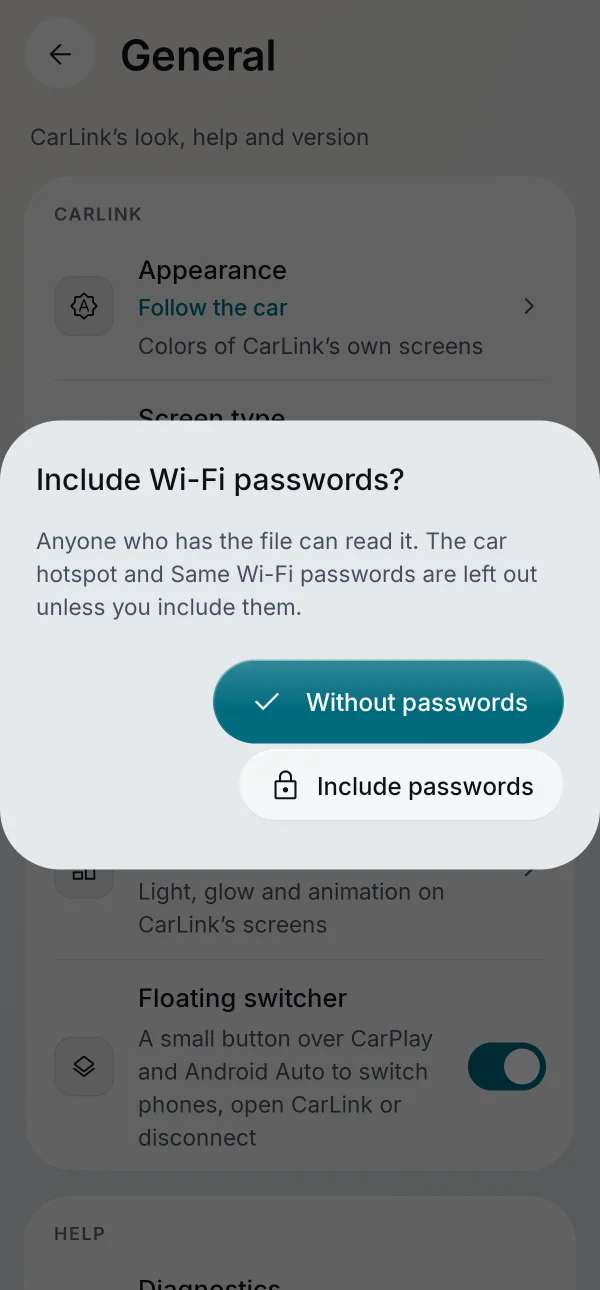 General
CarLink’s look, help and version
CARLINK
Appearance
Follow the car
Colors of CarLink’s own screens
Screen type
Include Wi-Fi passwords?
Anyone who has the file can read it. The car
hotspot and Same Wi-Fi passwords are left out
unless you include them.
Without passwords
Include passwords
Light, glow and animation on
CarLink’s screens
Floating switcher
A small button over CarPlay
and Android Auto to switch
phones, open CarLink or
disconnect
HELP
Diagnostics